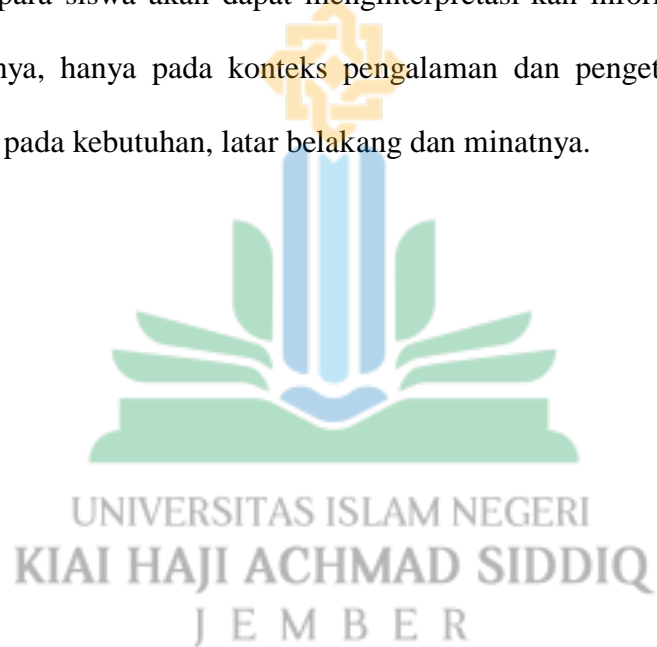 para siswa akan dapat menginterpretasi kan
nya, hanya pada konteks pengalaman dan
pada kebutuhan, latar belakang dan minatnya.
UNIVERSITAS ISLAM NEGERI
KIAI HAJI ACHMAD SIDDIQ
JEMBER